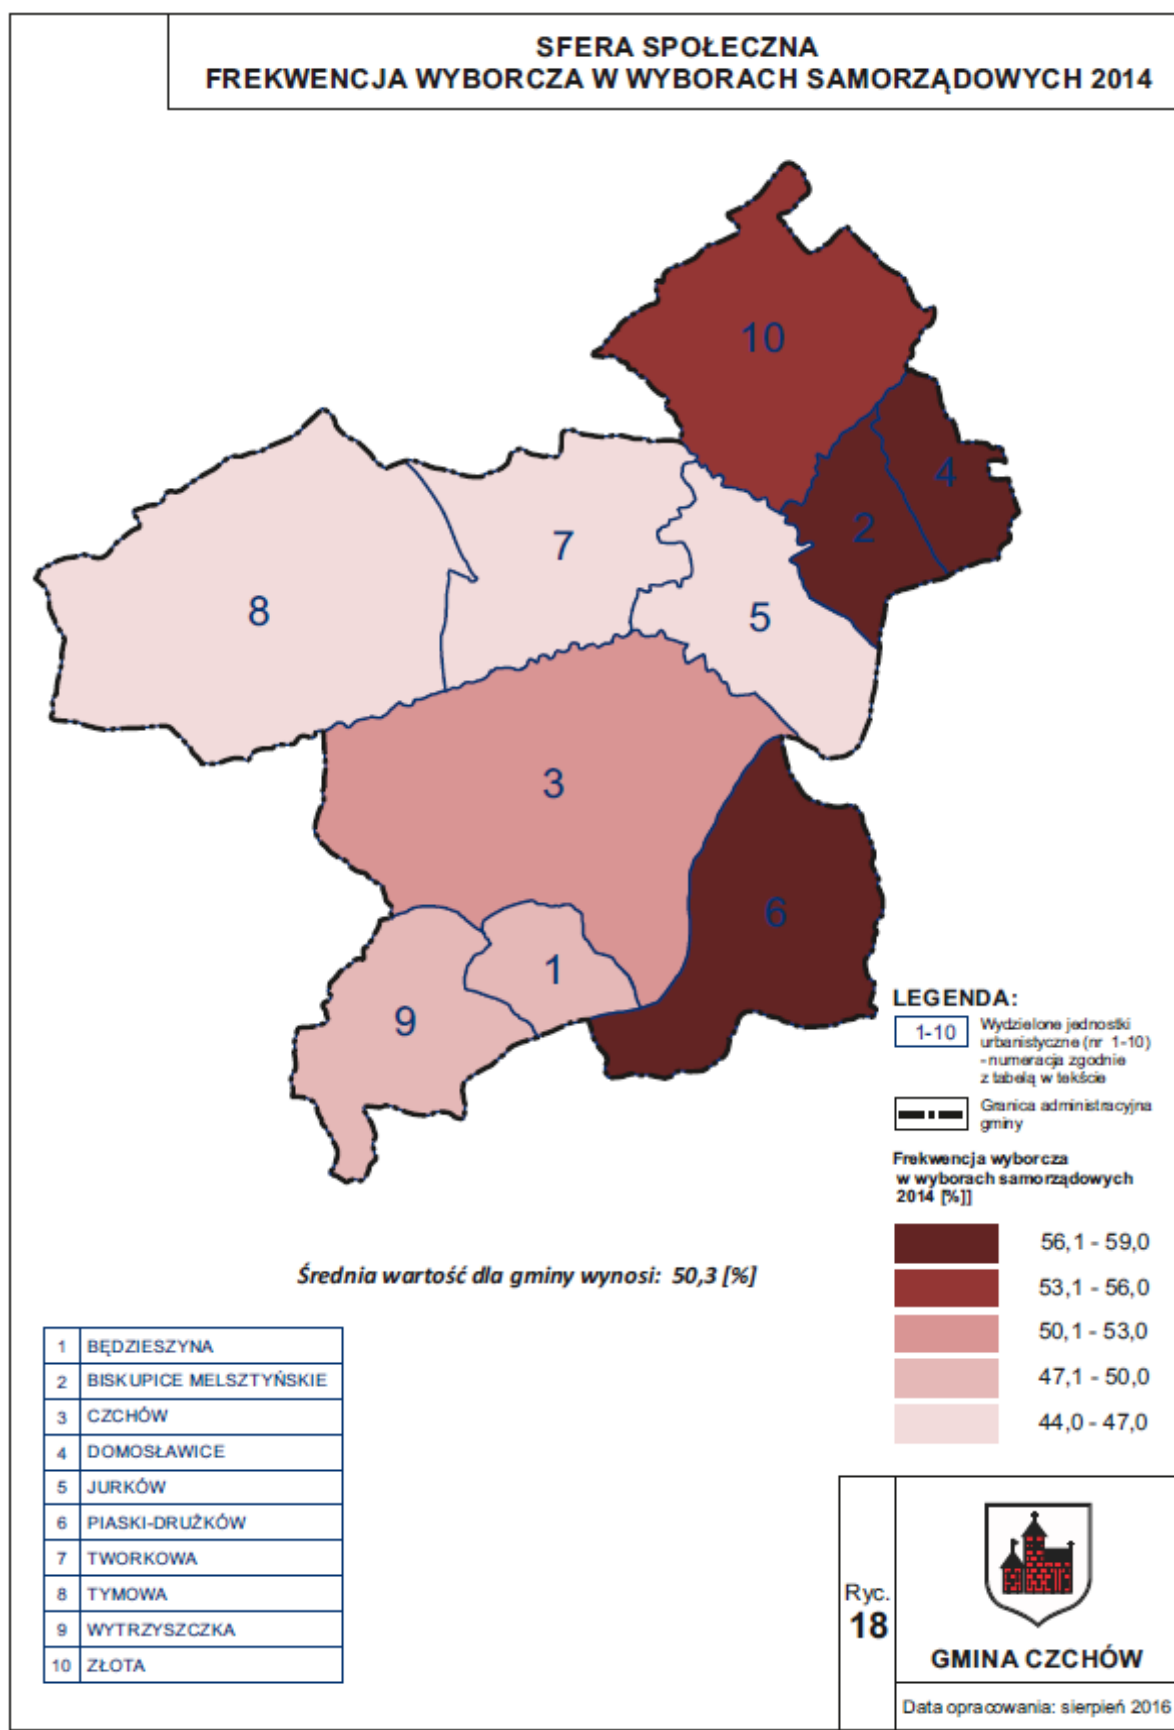 SFERA SPOŁECZNA
FREKWENCJA WYBORCZA W WYBORACH SAMORZĄDOWYCH 2014
10
4
2
7
8
5
3
6
1
9
LEGENDA:
1-10
Wydzielone jednostki
urbanistyczne (nr 1-10)
- numeracja zgodnie
z tabelą w tekście
Granica administracyjna
gminy
Frekwencja wyborcza
w wyborach samorządowych
2014 [%]]
56,1 - 59,0
53,1 - 56,0
50,1 - 53,0
47,1 - 50,0
44,0 - 47,0
Średnia wartość dla gminy wynosi: 50,3 [%]
1 BĘDZIESZYNA
2 BISKUPICE MELSZTYŃSKIE
3 CZCHÓW
4 DOMOSŁAWICE
5 JURKÓW
6 PIASKI-DRUŻKÓW
7 TWORKOWA
8 TYMOWA
9 WYTRZYSZCZKA
10 ZŁOTA
Ryc.
18
GMINA CZCHÓW
Data opracowania: sierpień 2016